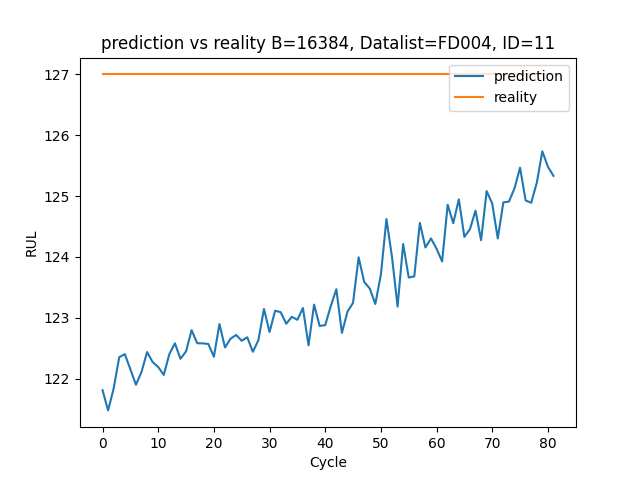 prediction vs reality B=16384, Datalist=FD004, ID=11
127
126
125
124
123
122
RUL
prediction
reality
0 10 20 30 40 50 60 70 80
Cycle